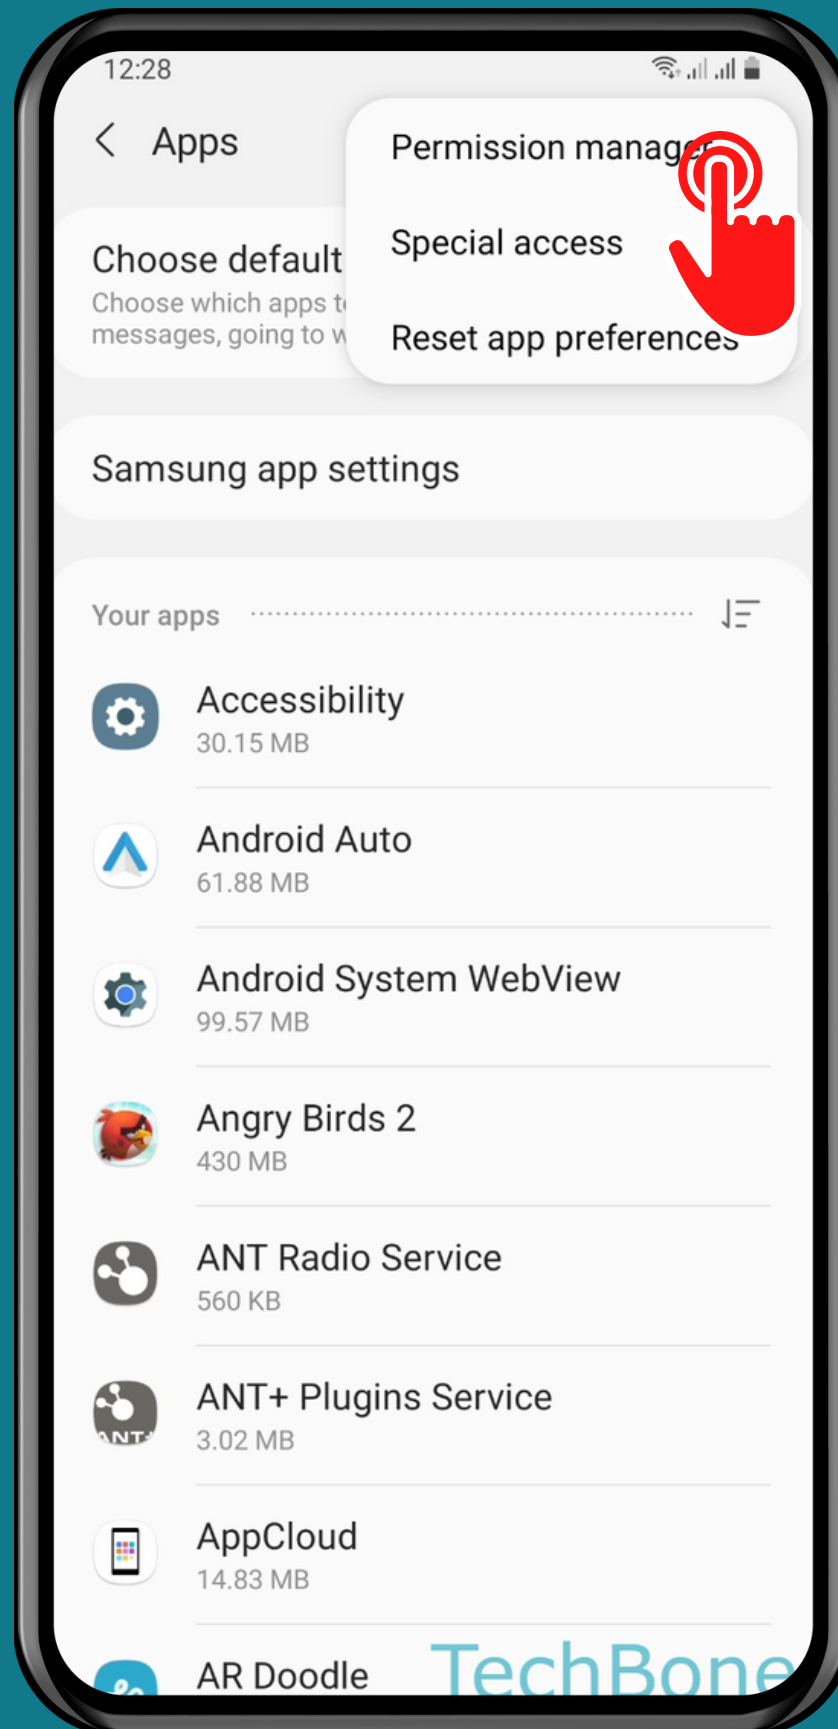 12:28
Apps
Permission manager
Special access
Reset app preferences
Choose default
Choose which apps
messages, going to
Samsung app settings
Your apps
Accessibility
30.15 MB
Android Auto
61.88 MB
Android System WebView
99.57 MB
Angry Birds 2
430 MB
ANT Radio Service
560 KB
ANT+ Plugins Service
3.02 MB
ANT+
AppCloud
14.83 MB
AR Doodle
TechBone